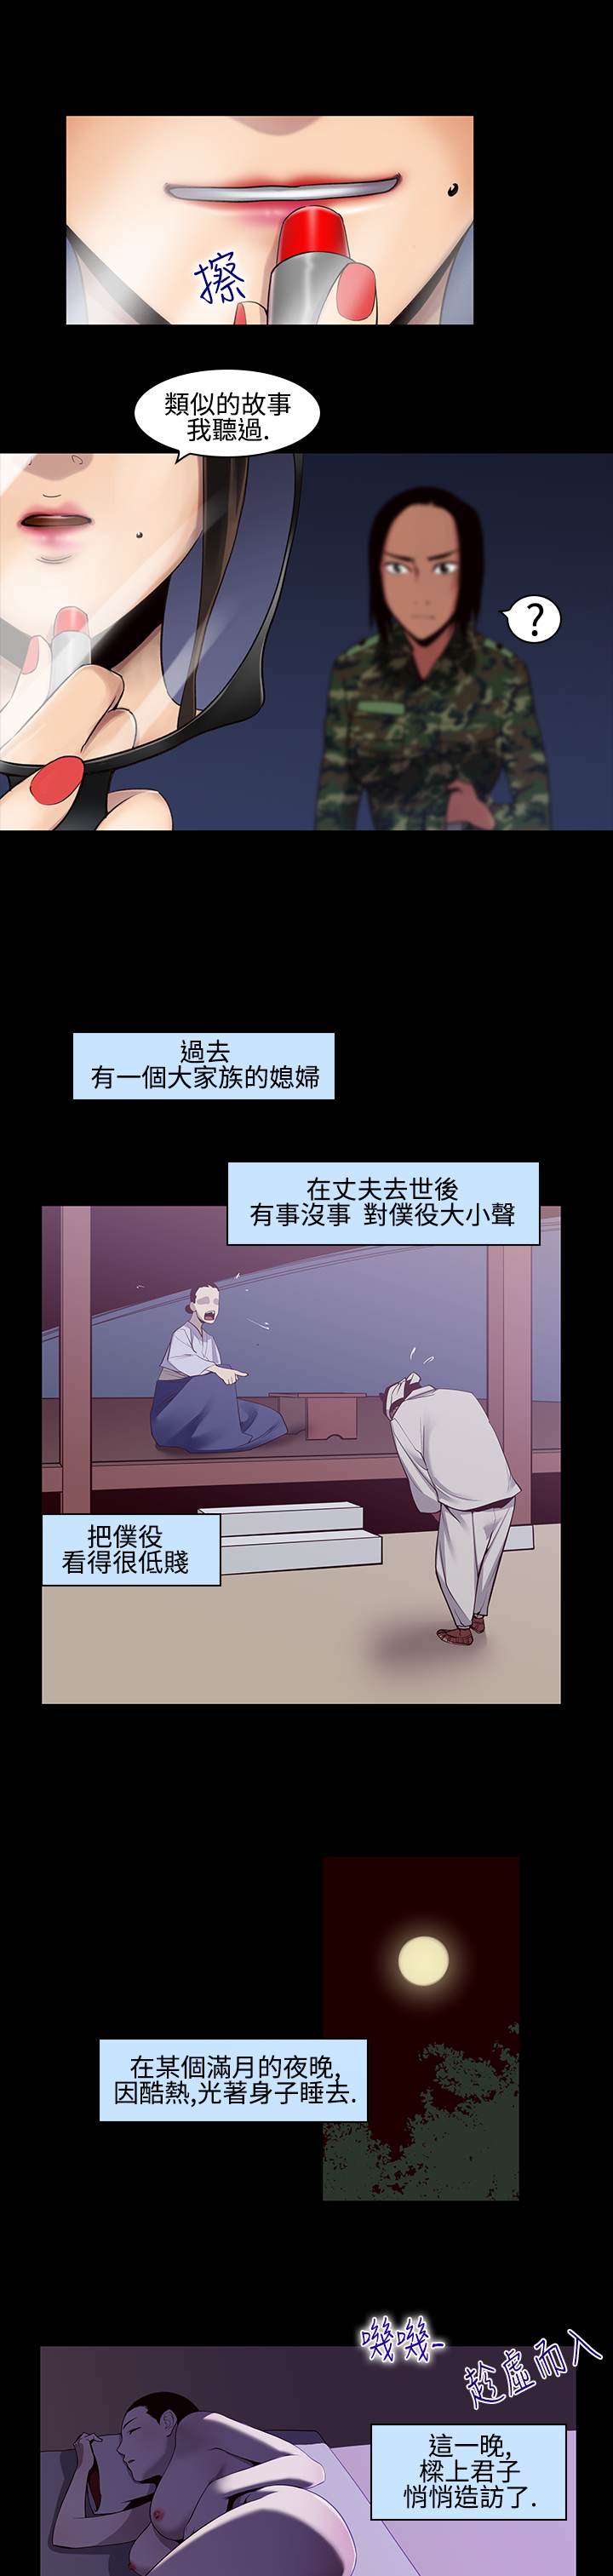 擦
類似的故事
我聽過.
?
過去
有一個大家族的媳婦
在丈夫去世後
有事沒事 對僕役大小聲
把僕役
看得很低賤
在某個滿月的夜晚,
因酷熱,光著身子睡去.
嘰嘰-
趁虛而入
這一晚,
樑上君子
悄悄造訪了.